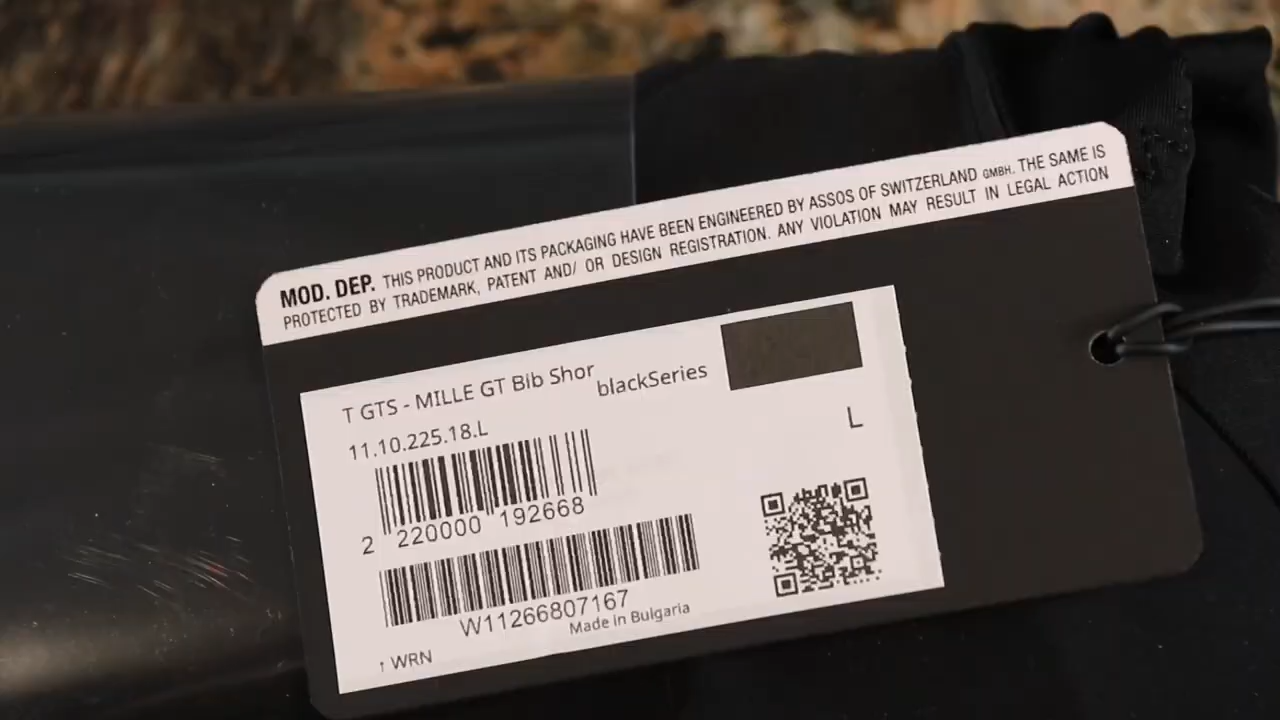 MOD. DEP. THIS PRODUCT AND ITS PACKAGING HAVE BEEN ENGINEERED BY ASSOS OF SWITZERLAND GMBH. THE SAME IS
PROTECTED BY TRADEMARK, PATENT AND/ OR DESIGN REGISTRATION. ANY VIOLATION MAY RESULT IN LEGAL ACTION
T GTS - MILLE GT Bib Shor
blackSeries
11.10.225.18.L
L
2 220000 192668
W11266807167
Made in Bulgaria
↑ WRN